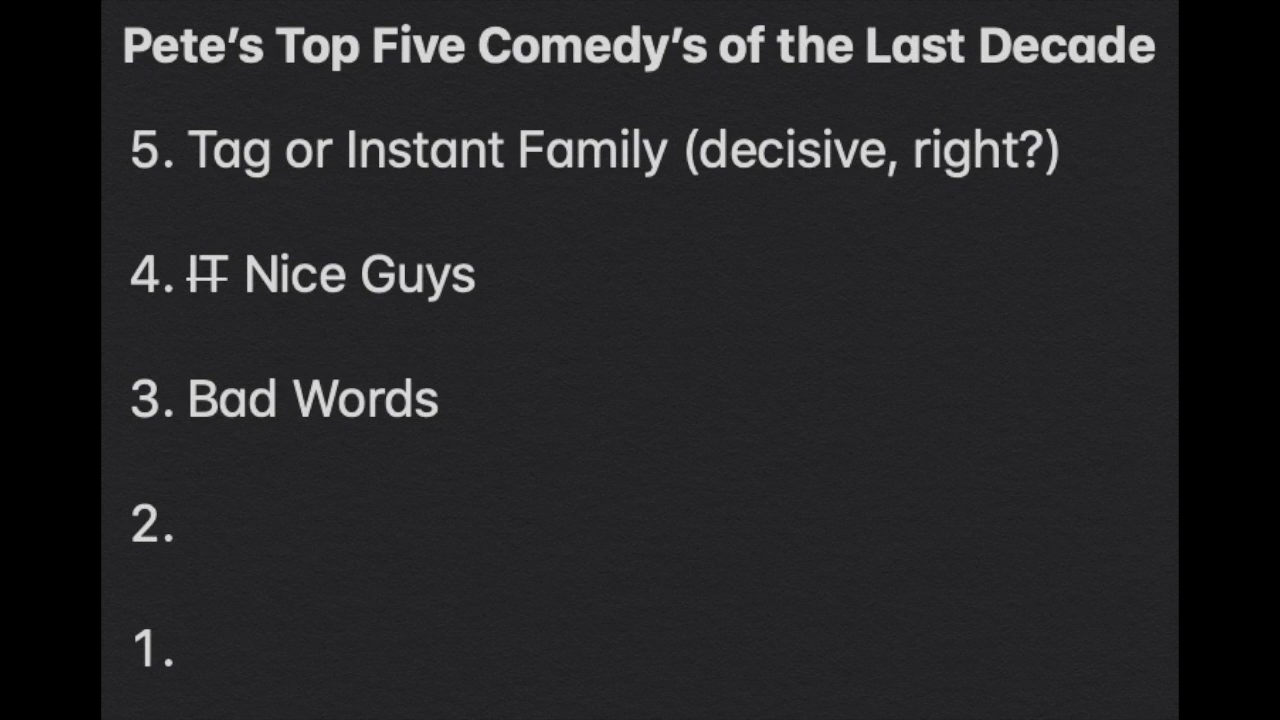 Pete’s Top Five Comedy’s of the Last Decade
5. Tag or Instant Family (decisive, right?)
4. IT Nice Guys
3. Bad Words
2.
1.